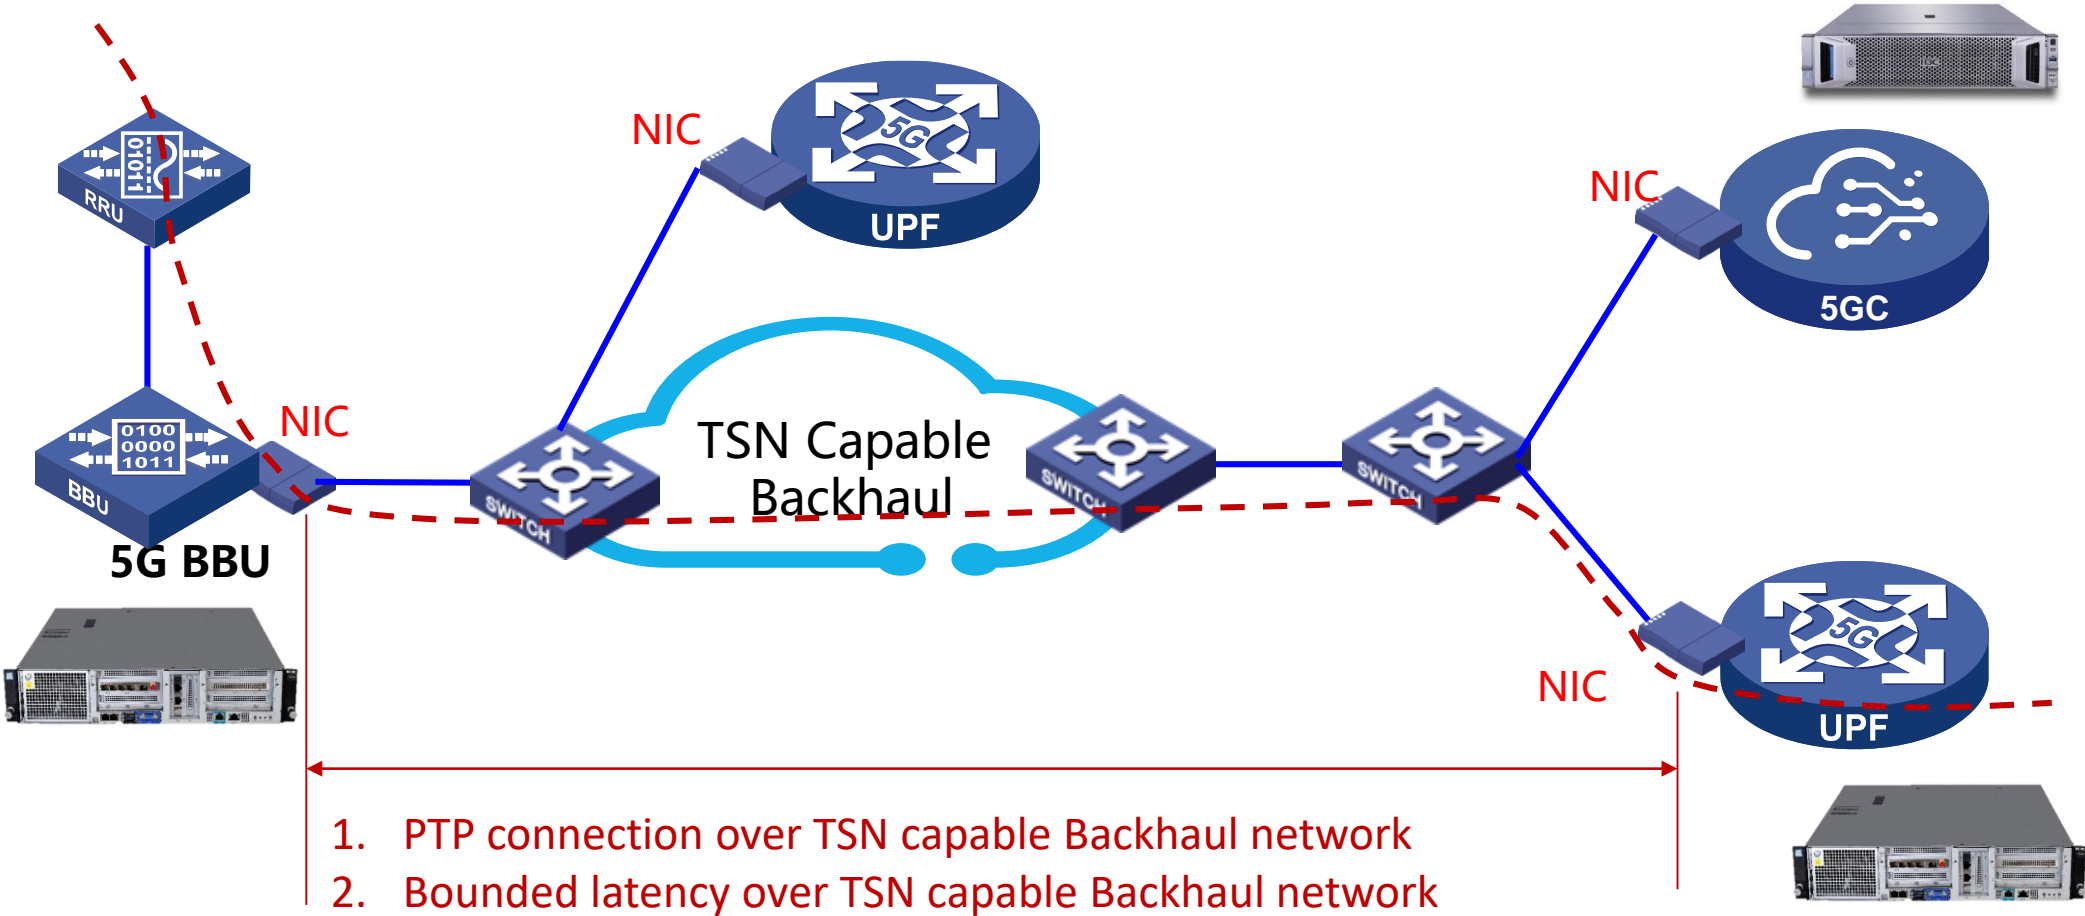 NIC
5G
UPF
01011
RRU
NIC
5GC
NIC
0100
0000
1011
BBU
5G BBU
SWITCH
TSN Capable
Backhaul
SWITCH
SWITCH
5G
UPF
NIC
1. PTP connection over TSN capable Backhaul network
2. Bounded latency over TSN capable Backhaul network